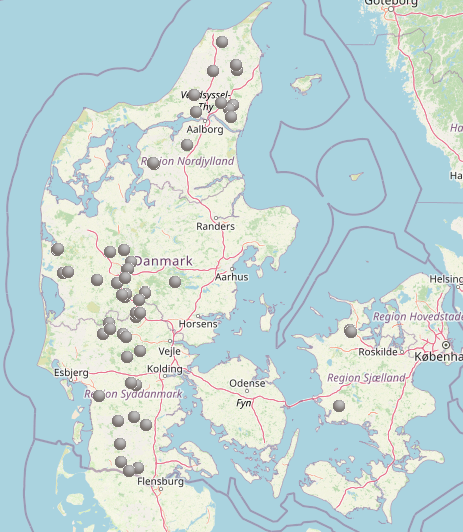 Göteborg
Vendsyssel-
Thy
Aalborg
Region Nordjylland
Ha
Randers
Danmark
Aarhus
Helsing
Region Hovedstade
Horsens
Roskilde
Københa
Vejle
Kolding
Esbjerg
Odense
Region Sjælland
Region Syddanmark
Fyn
Flensburg